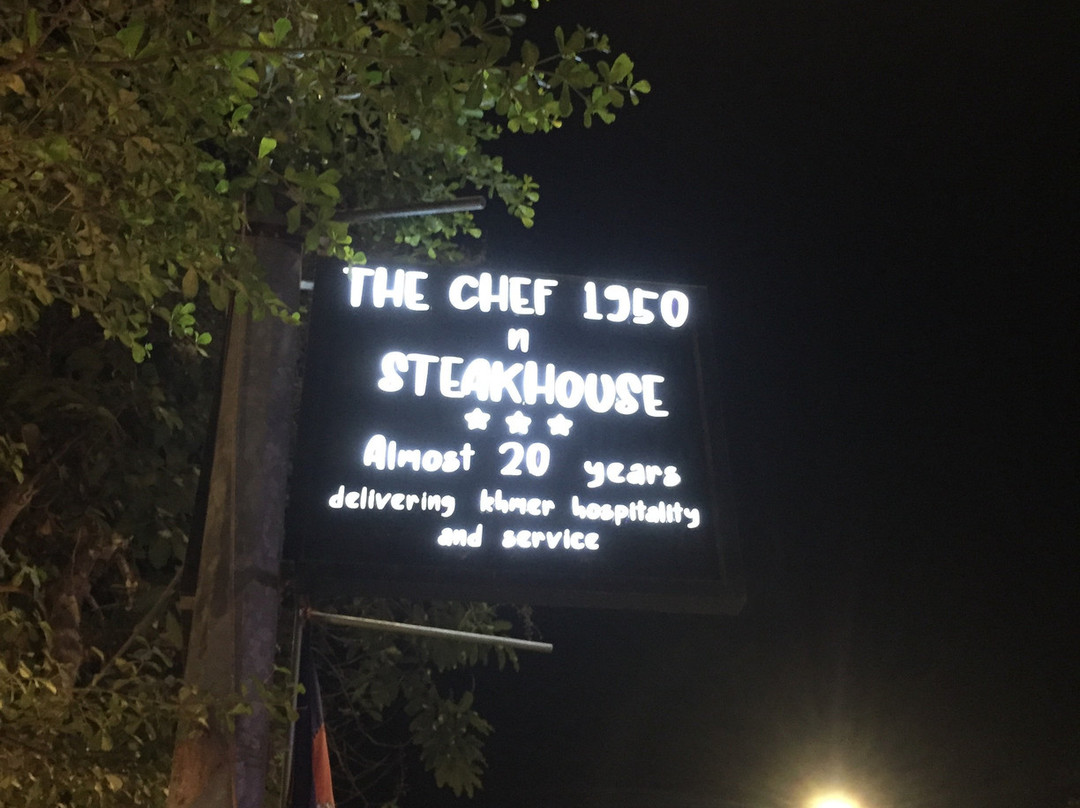 THE CHEF 1950
n
STEAKHOUSE
Almost 20 years
delivering khmer hospitality
and service